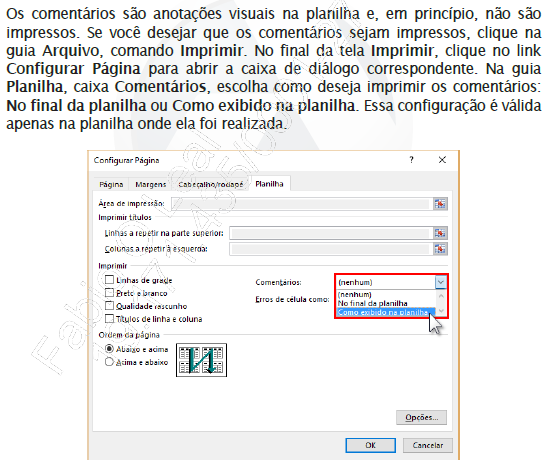 Os comentários são anotações visuais na planilha e, em princípio, não são
impressos. Se você desejar que os comentários sejam impressos, clique na
guia Arquivo, comando Imprimir. No final da tela Imprimir, clique no link
Configurar Página para abrir a caixa de diálogo correspondente. Na guia
Planilha, caixa Comentários, escolha como deseja imprimir os comentários:
No final da planilha ou Como exibido na planilha. Essa configuração é válida
apenas na planilha onde ela foi realizada.
Configurar Página
Página Margens Cabeçalho/rodapé Planilha
Área de impressão:
Imprimir títulos
Linhas a repetir na parte superior:
Colunas a repetir à esquerda:
Imprimir
Linhas de grade
Preto e branco
Qualidade rascunho
Títulos de linha e coluna
Comentários: (nenhum)
(nenhum)
Erros de célula como: No final da planilha
Como exibido na planilha
Ordem da página
Abaixo e acima
Acima e abaixo
Opções...
OK Cancelar